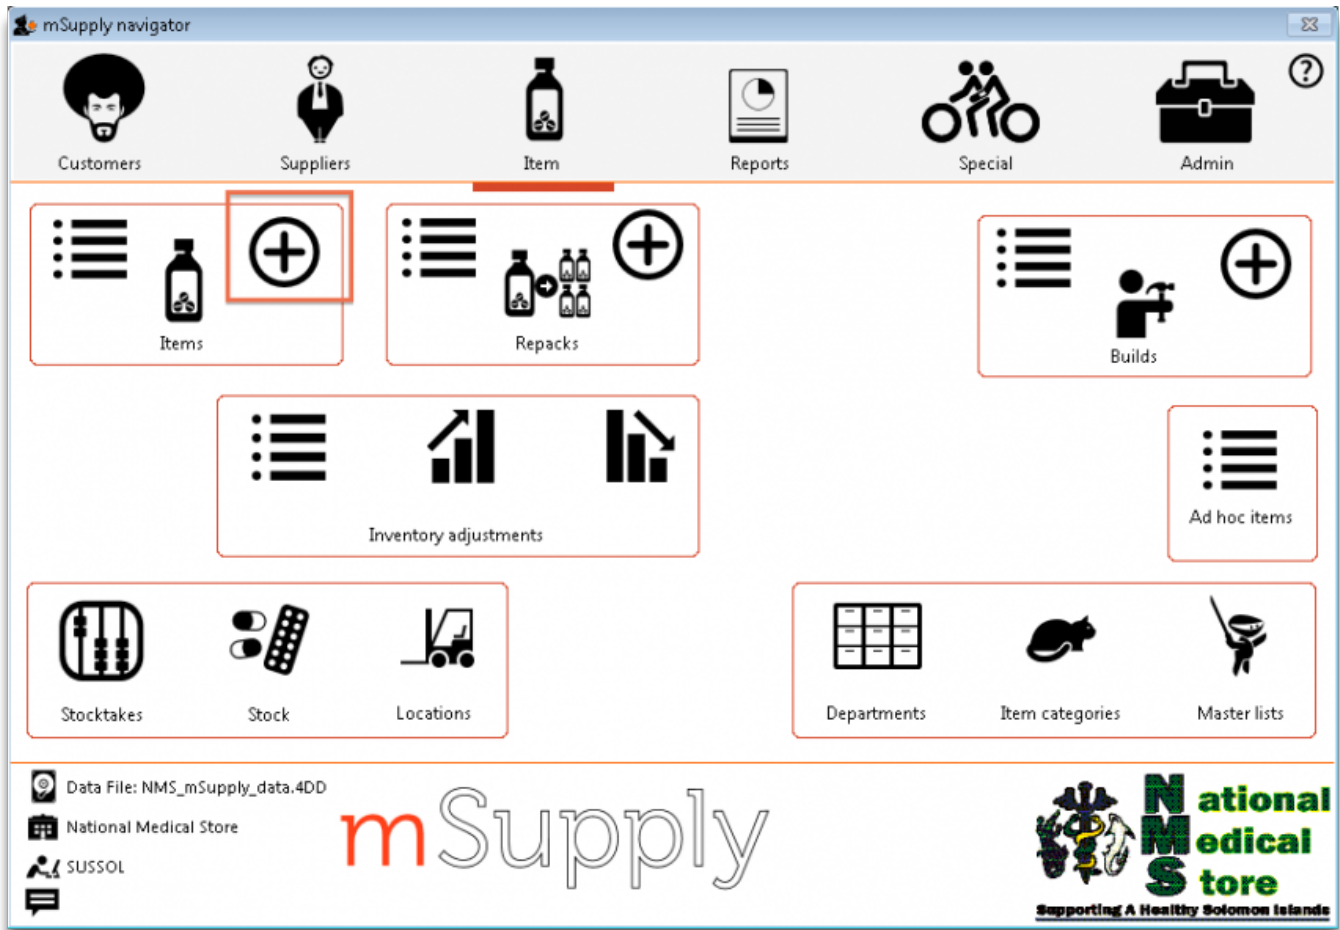 mSupply navigator
?
Customers
Suppliers
Item
Reports
Special
Admin
Items
Repacks
Builds
Inventory adjustments
Ad hoc items
Stocktakes
Stock
Locations
Departments
Item categories
Master lists
Data File: NMS_mSupply_data.4DD
National Medical Store
SUSSOL
mSupply
National
Medical
Store
Supporting A Healthy Solomon Islands